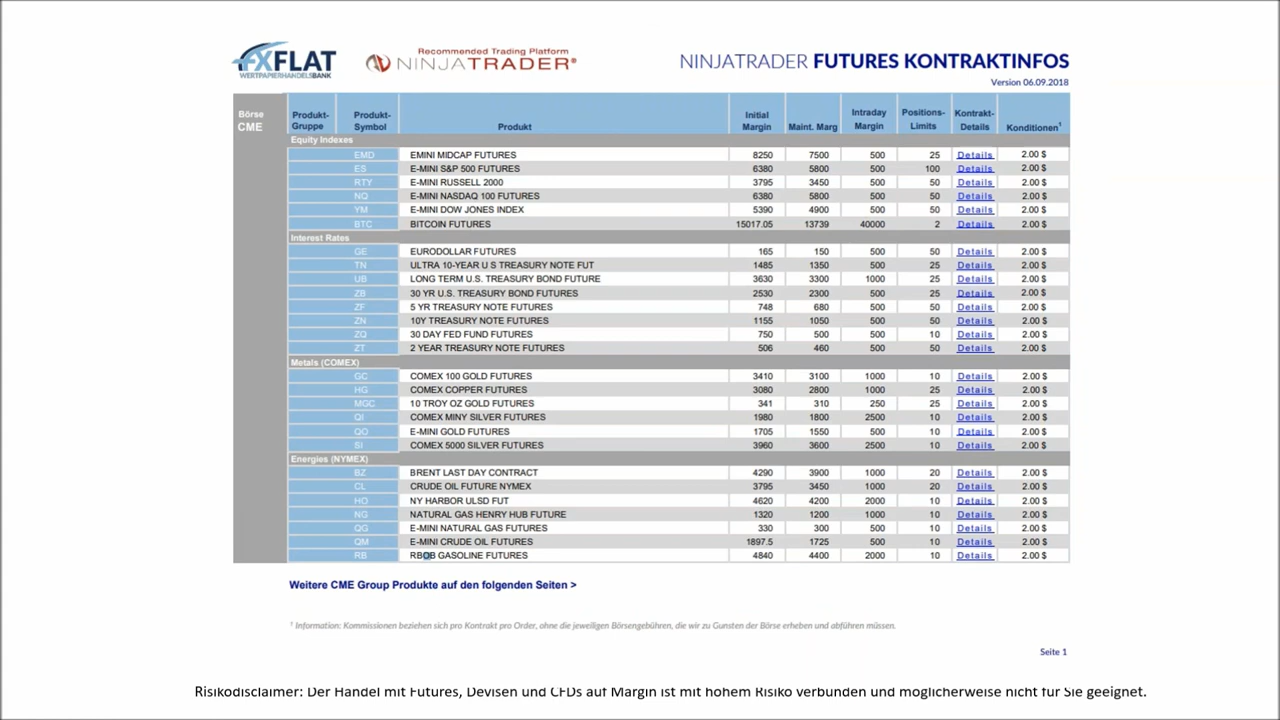 FXFLAT
WERTPAPIERHANDELSBANK
Recommended Trading Platform
NINJATRADER®
NINJATRADER FUTURES KONTRAKTINFOS
Version 06.09.2018
Börse CME Produkt-Gruppe Produkt-Symbol Produkt Initial Margin Maint. Marg Intraday Margin Positions-Limits Kontrakt-Details Konditionen¹
Equity Indexes
EMD EMINI MIDCAP FUTURES 8250 7500 500 25 Details 2.00 $
ES E-MINI S&P 500 FUTURES 6380 5800 500 100 Details 2.00 $
RTY E-MINI RUSSELL 2000 3795 3450 500 50 Details 2.00 $
NQ E-MINI NASDAQ 100 FUTURES 6380 5800 500 50 Details 2.00 $
YM E-MINI DOW JONES INDEX 5390 4900 500 50 Details 2.00 $
BTC BITCOIN FUTURES 15017.05 13739 40000 2 Details 2.00 $
Interest Rates
GE EURODOLLAR FUTURES 165 150 500 50 Details 2.00 $
TN ULTRA 10-YEAR U S TREASURY NOTE FUT 1485 1350 500 25 Details 2.00 $
UB LONG TERM U.S. TREASURY BOND FUTURE 3630 3300 1000 25 Details 2.00 $
ZB 30 YR U.S. TREASURY BOND FUTURES 2530 2300 500 25 Details 2.00 $
ZF 5 YR TREASURY NOTE FUTURES 748 680 500 50 Details 2.00 $
ZN 10Y TREASURY NOTE FUTURES 1155 1050 500 50 Details 2.00 $
ZQ 30 DAY FED FUND FUTURES 750 500 500 10 Details 2.00 $
ZT 2 YEAR TREASURY NOTE FUTURES 506 460 500 50 Details 2.00 $
Metals (COMEX)
GC COMEX 100 GOLD FUTURES 3410 3100 1000 10 Details 2.00 $
HG COMEX COPPER FUTURES 3080 2800 1000 25 Details 2.00 $
MGC 10 TROY OZ GOLD FUTURES 341 310 250 25 Details 2.00 $
QI COMEX MINY SILVER FUTURES 1980 1800 2500 10 Details 2.00 $
QO E-MINI GOLD FUTURES 1705 1550 500 10 Details 2.00 $
SI COMEX 5000 SILVER FUTURES 3960 3600 2500 10 Details 2.00 $
Energies (NYMEX)
BZ BRENT LAST DAY CONTRACT 4290 3900 1000 20 Details 2.00 $
CL CRUDE OIL FUTURE NYMEX 3795 3450 1000 20 Details 2.00 $
HO NY HARBOR ULSD FUT 4620 4200 2000 10 Details 2.00 $
NG NATURAL GAS HENRY HUB FUTURE 1320 1200 1000 10 Details 2.00 $
QG E-MINI NATURAL GAS FUTURES 330 300 500 10 Details 2.00 $
QM E-MINI CRUDE OIL FUTURES 1897.5 1725 500 10 Details 2.00 $
RB RBOB GASOLINE FUTURES 4840 4400 2000 10 Details 2.00 $
Weitere CME Group Produkte auf den folgenden Seiten >
¹ Information: Kommissionen beziehen sich pro Kontrakt pro Order, ohne die jeweiligen Börsengebühren, die wir zu Gunsten der Börse erheben und abführen müssen.
Seite 1
Risikodisclaimer: Der Handel mit Futures, Devisen und CFDs auf Margin ist mit hohem Risiko verbunden und möglicherweise nicht für Sie geeignet.